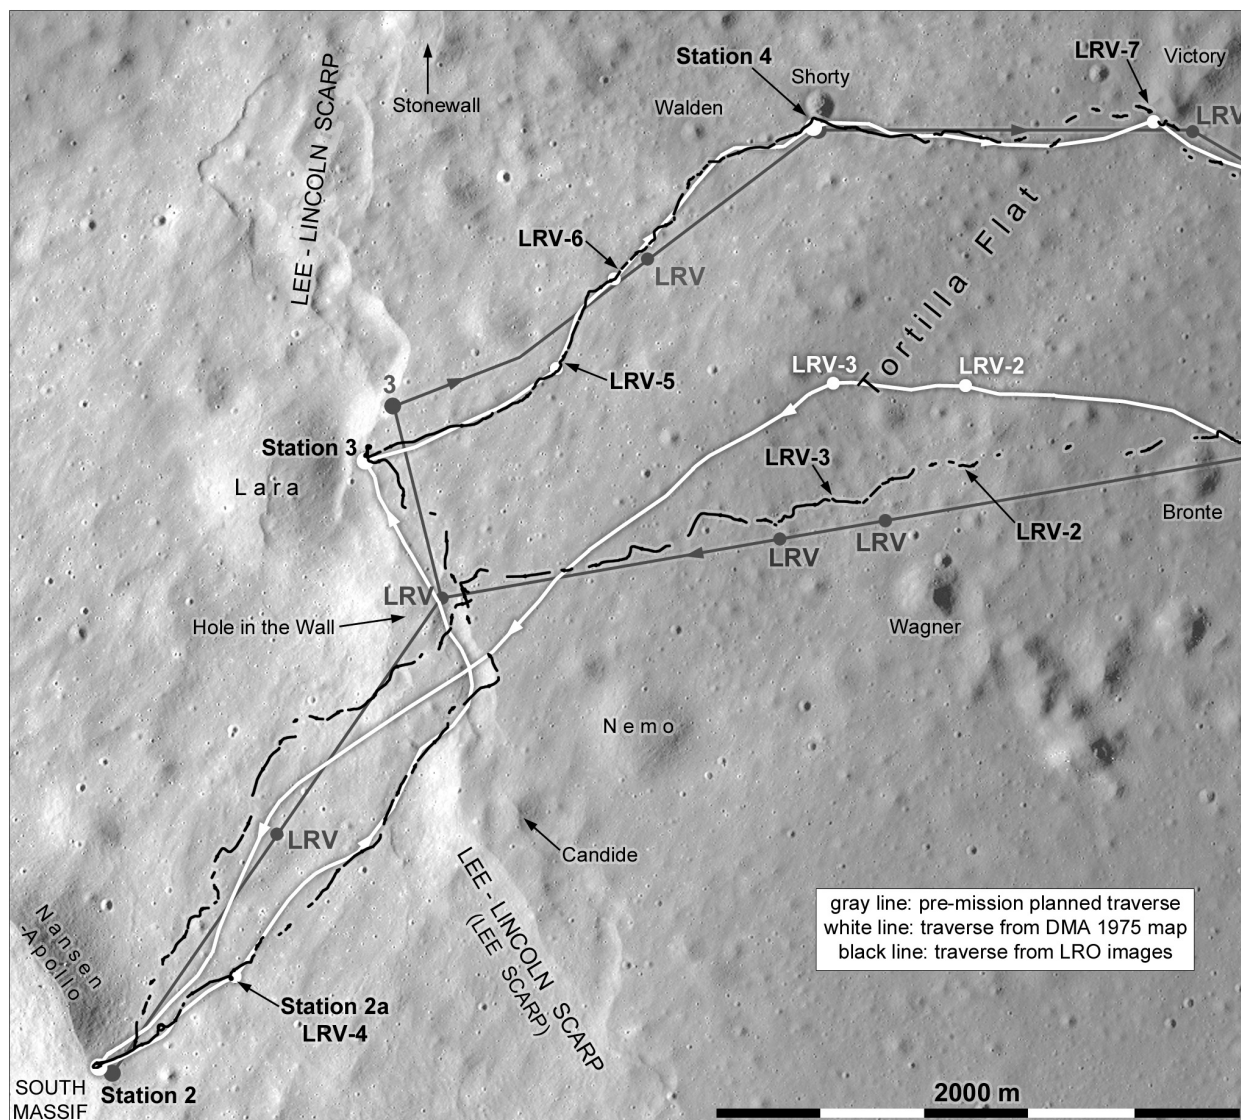 Station 4
Shorty
LRV-7
Victory
Walden
Stonewall
LRV
LEE - LINCOLN SCARP
LRV-6
LRV
Tortilla Flat
LRV-5
3
LRV-3
LRV-2
Station 3
Lara
LRV-3
LRV-2
Bronte
LRV
LRV
LRV
Hole in the Wall
Wagner
Nemo
LRV
Candide
LEE - LINCOLN SCARP
(LEE SCARP)
gray line: pre-mission planned traverse
white line: traverse from DMA 1975 map
black line: traverse from LRO images
Nansen
-Apollo
Station 2a
LRV-4
SOUTH
MASSIF
Station 2
2000 m